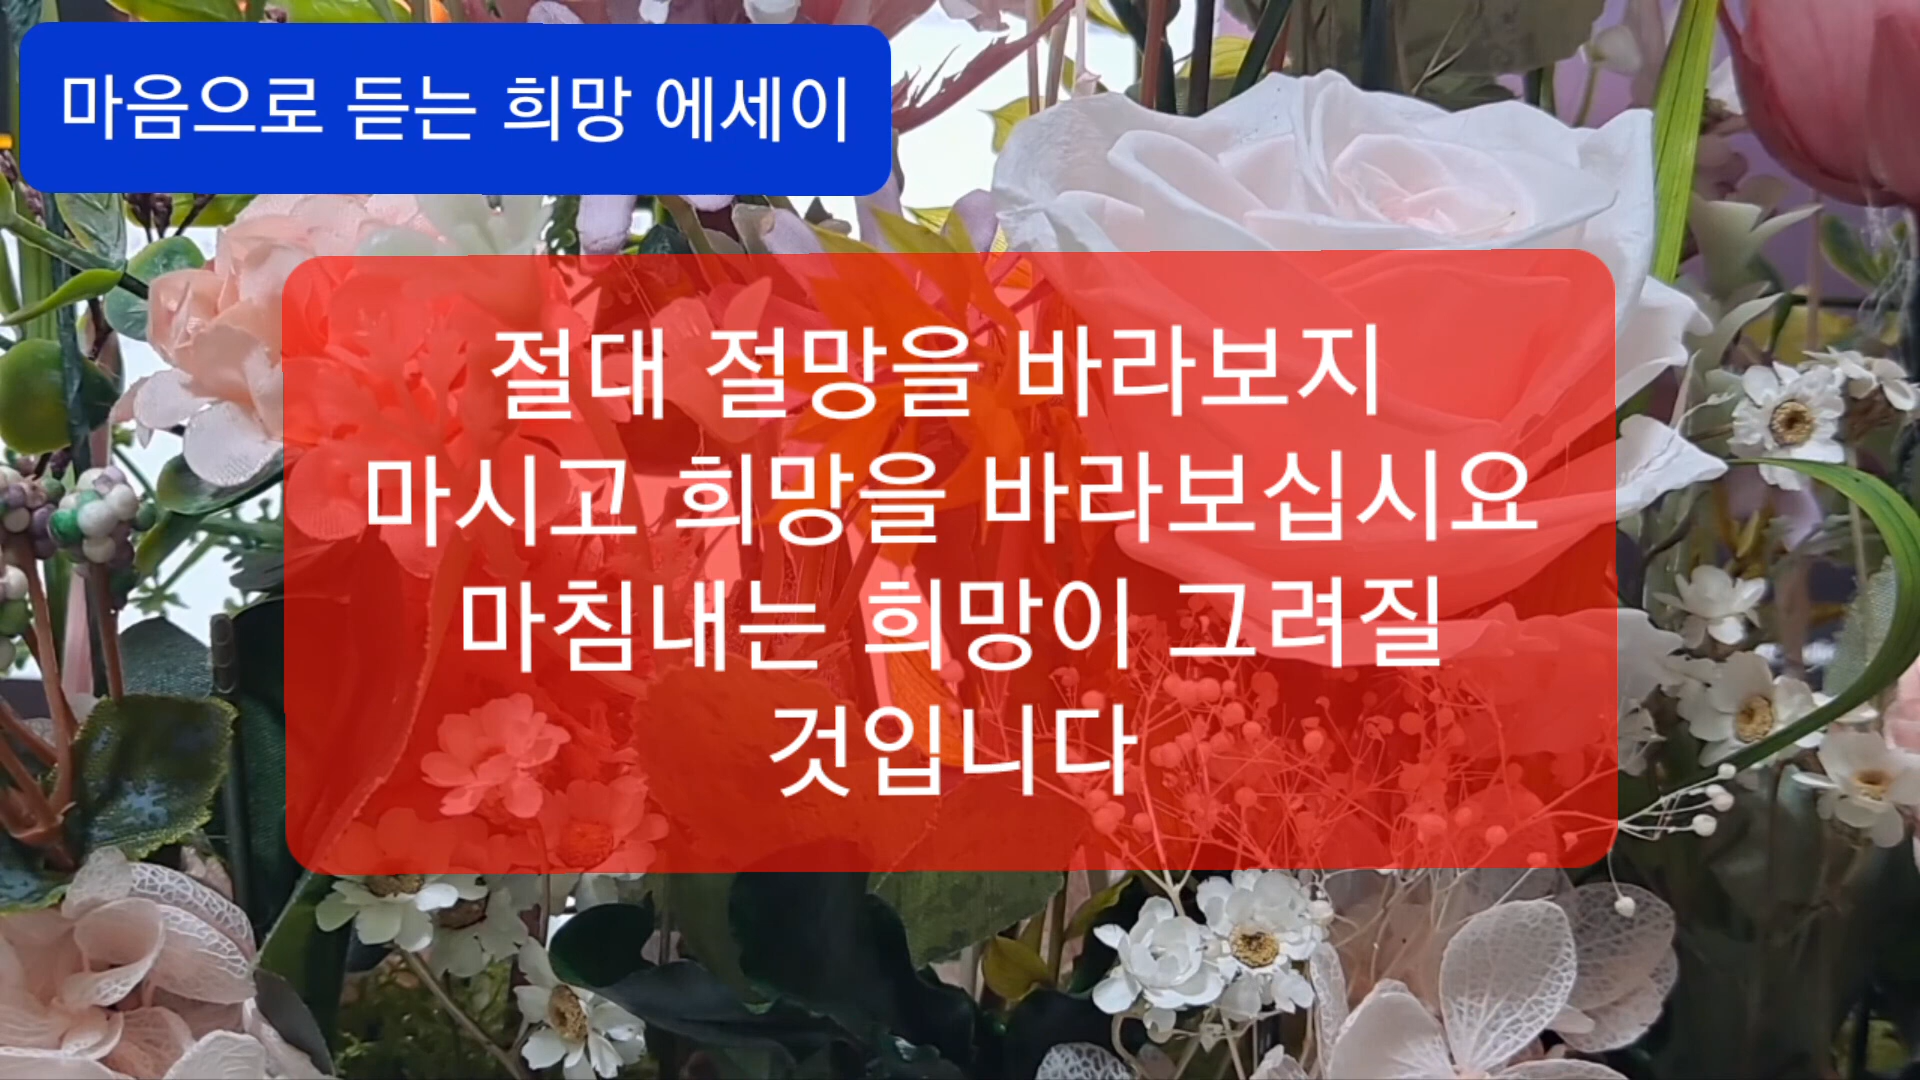 마음으로 듣는 희망 에세이
절대 절망을 바라보지
마시고 희망을 바라보십시요
마침내는 희망이 그려질
것입니다